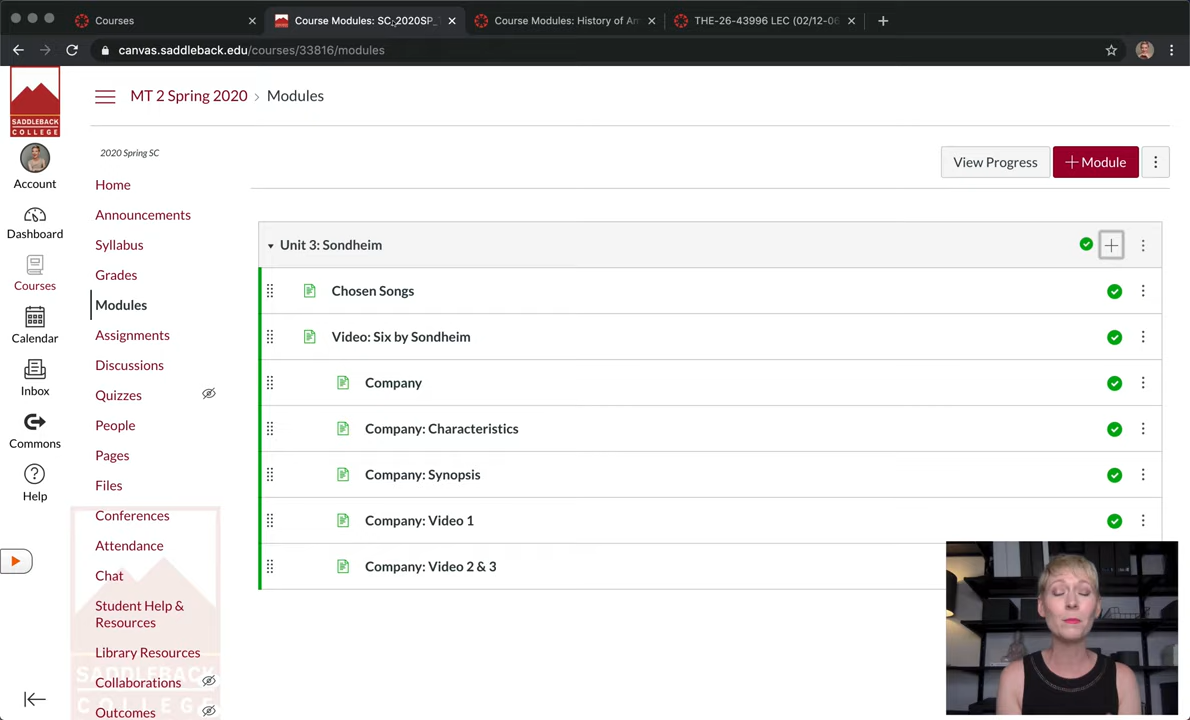 Courses
Course Modules: SC:2020SP_
Course Modules: History of Am
THE-26-43996 LEC (02/12-06
canvas.saddleback.edu/courses/33816/modules
SADDLEBACK
COLLEGE
MT 2 Spring 2020 > Modules
2020 Spring SC
View Progress
+ Module
Account
Dashboard
Courses
Calendar
Inbox
Commons
Help
Home
Announcements
Syllabus
Grades
Modules
Assignments
Discussions
Quizzes
People
Pages
Files
Conferences
Attendance
Chat
Student Help &
Resources
Library Resources
Collaborations
Outcomes
SADDLEBACK
COLLEGE
Unit 3: Sondheim
Chosen Songs
Video: Six by Sondheim
Company
Company: Characteristics
Company: Synopsis
Company: Video 1
Company: Video 2 & 3